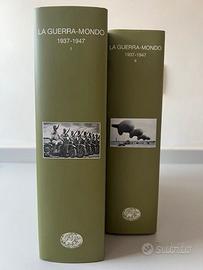 LA GUERRA-MONDO
1937-1947
I
LA GUERRA-MONDO
1937-1947
II
Subito.it